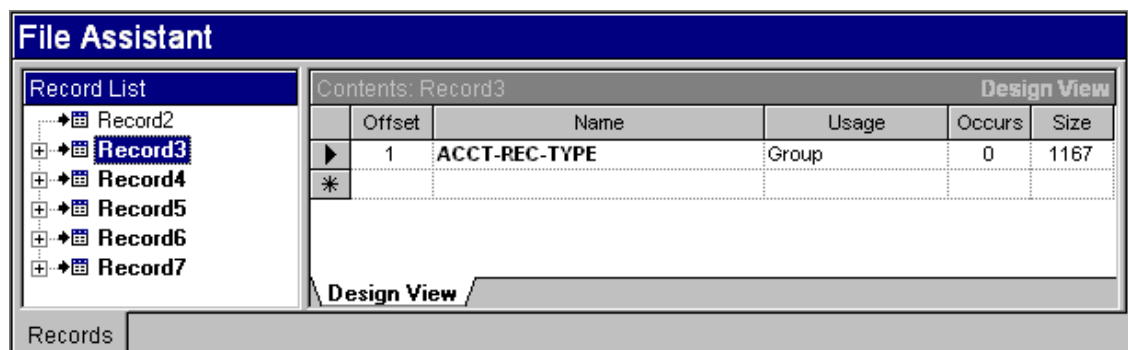 File Assistant
Record List
Record2
Record3
Record4
Record5
Record6
Record7
Contents: Record3 Design View
Offset Name Usage Occurs Size
1 ACCT-REC-TYPE Group 0 1167
Design View
Records